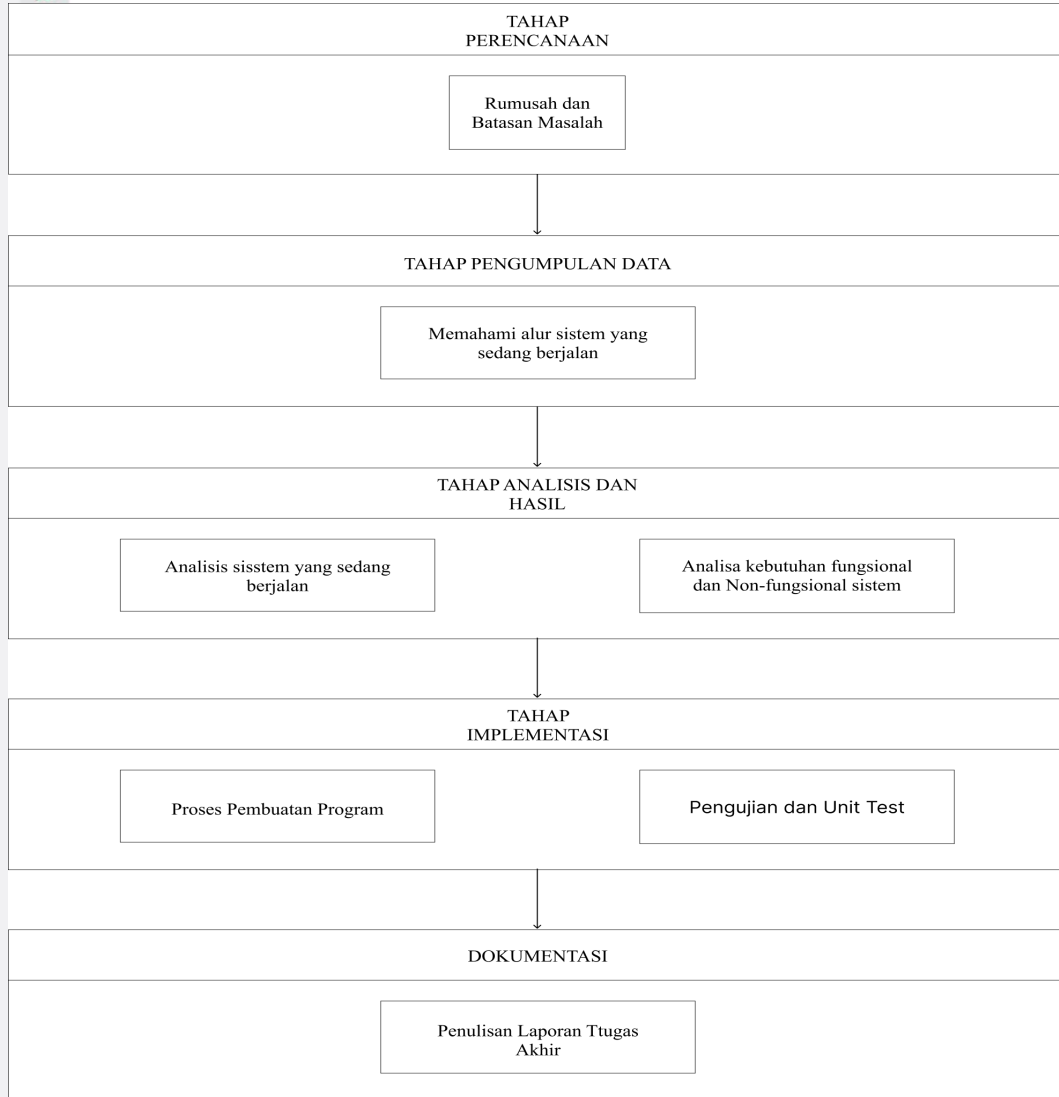 TAHAP
PERENCANAAN
Rumusah dan
Batasan Masalah
TAHAP PENGUMPULAN DATA
Memahami alur sistem yang
sedang berjalan
TAHAP ANALISIS DAN
HASIL
Analisis sisstem yang sedang
berjalan
Analisa kebutuhan fungsional
dan Non-fungsional sistem
TAHAP
IMPLEMENTASI
Proses Pembuatan Program
Pengujian dan Unit Test
DOKUMENTASI
Penulisan Laporan Ttugas
Akhir